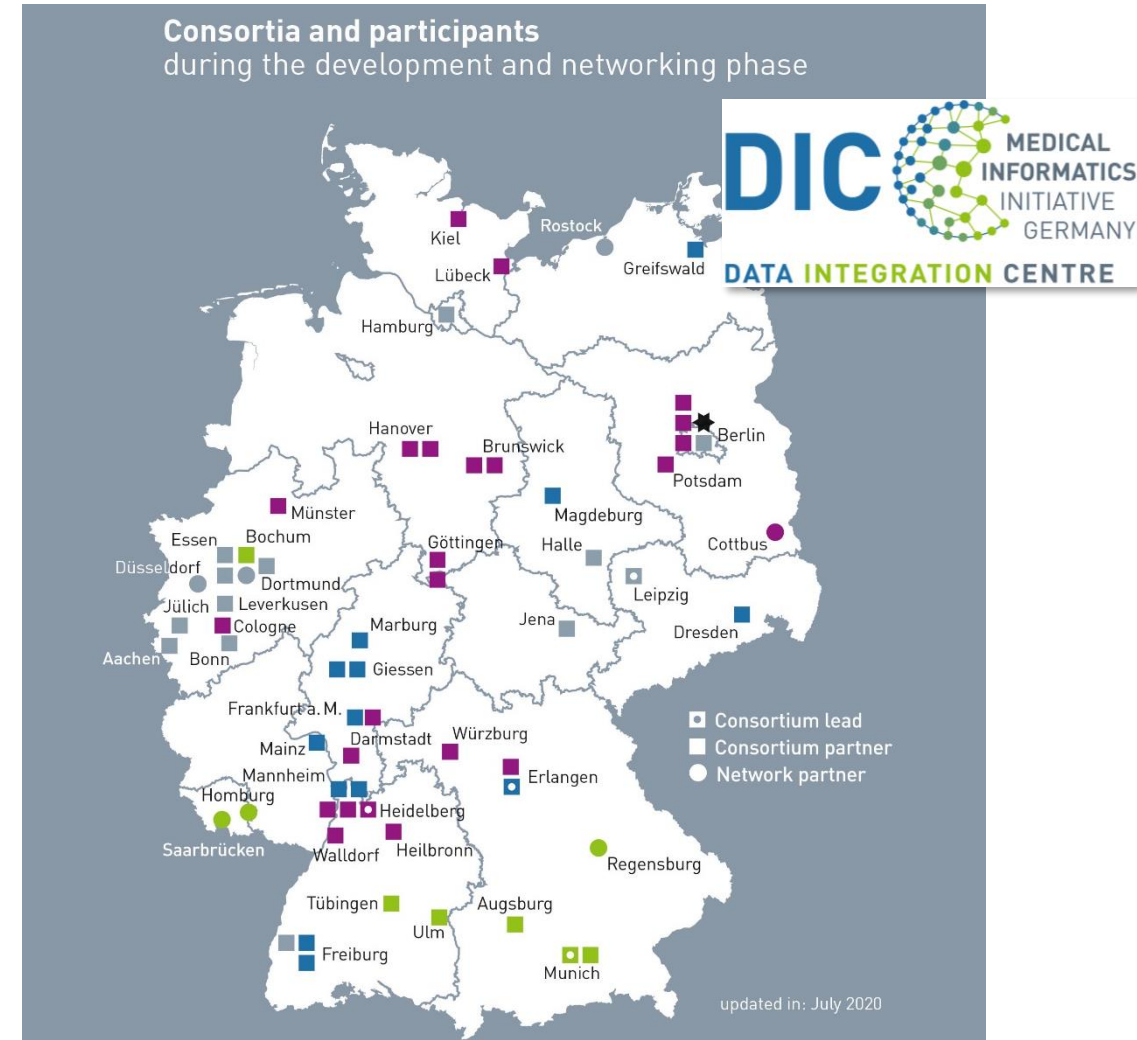 Consortia and participants
during the development and networking phase
DIC
MEDICAL
INFORMATICS
INITIATIVE
GERMANY
DATA INTEGRATION CENTRE
Kiel
Rostock
Lübeck
Greifswald
Hamburg
Hanover
Brunswick
Berlin
Potsdam
Münster
Magdeburg
Essen
Bochum
Göttingen
Halle
Cottbus
Düsseldorf
Dortmund
Leipzig
Jülich
Leverkusen
Cologne
Marburg
Jena
Dresden
Aachen
Bonn
Giessen
Frankfurt a. M.
Consortium lead
Mainz
Darmstadt
Würzburg
Consortium partner
Mannheim
Erlangen
Network partner
Homburg
Heidelberg
Saarbrücken
Walldorf
Heilbronn
Regensburg
Tübingen
Augsburg
Ulm
Freiburg
Munich
updated in: July 2020